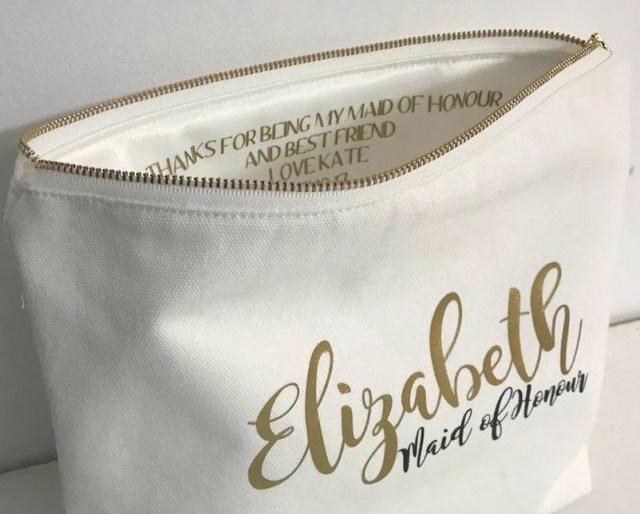 THANKS FOR BEING MY MAID OF HONOUR
AND BEST FRIEND
LOVE KATE
Elizabeth
Maid of Honour